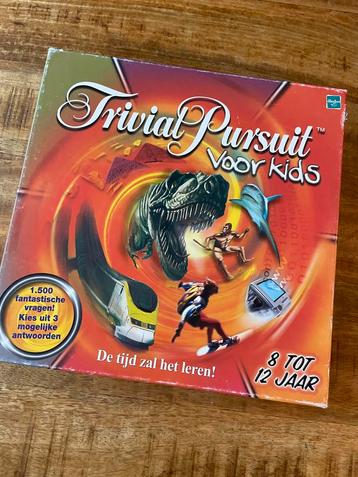 Trivial Pursuit™
voor kids
1.500
fantastische
vragen!
Kies uit 3
mogelijke
antwoorden
De tijd zal het leren!
8 TOT
12 JAAR